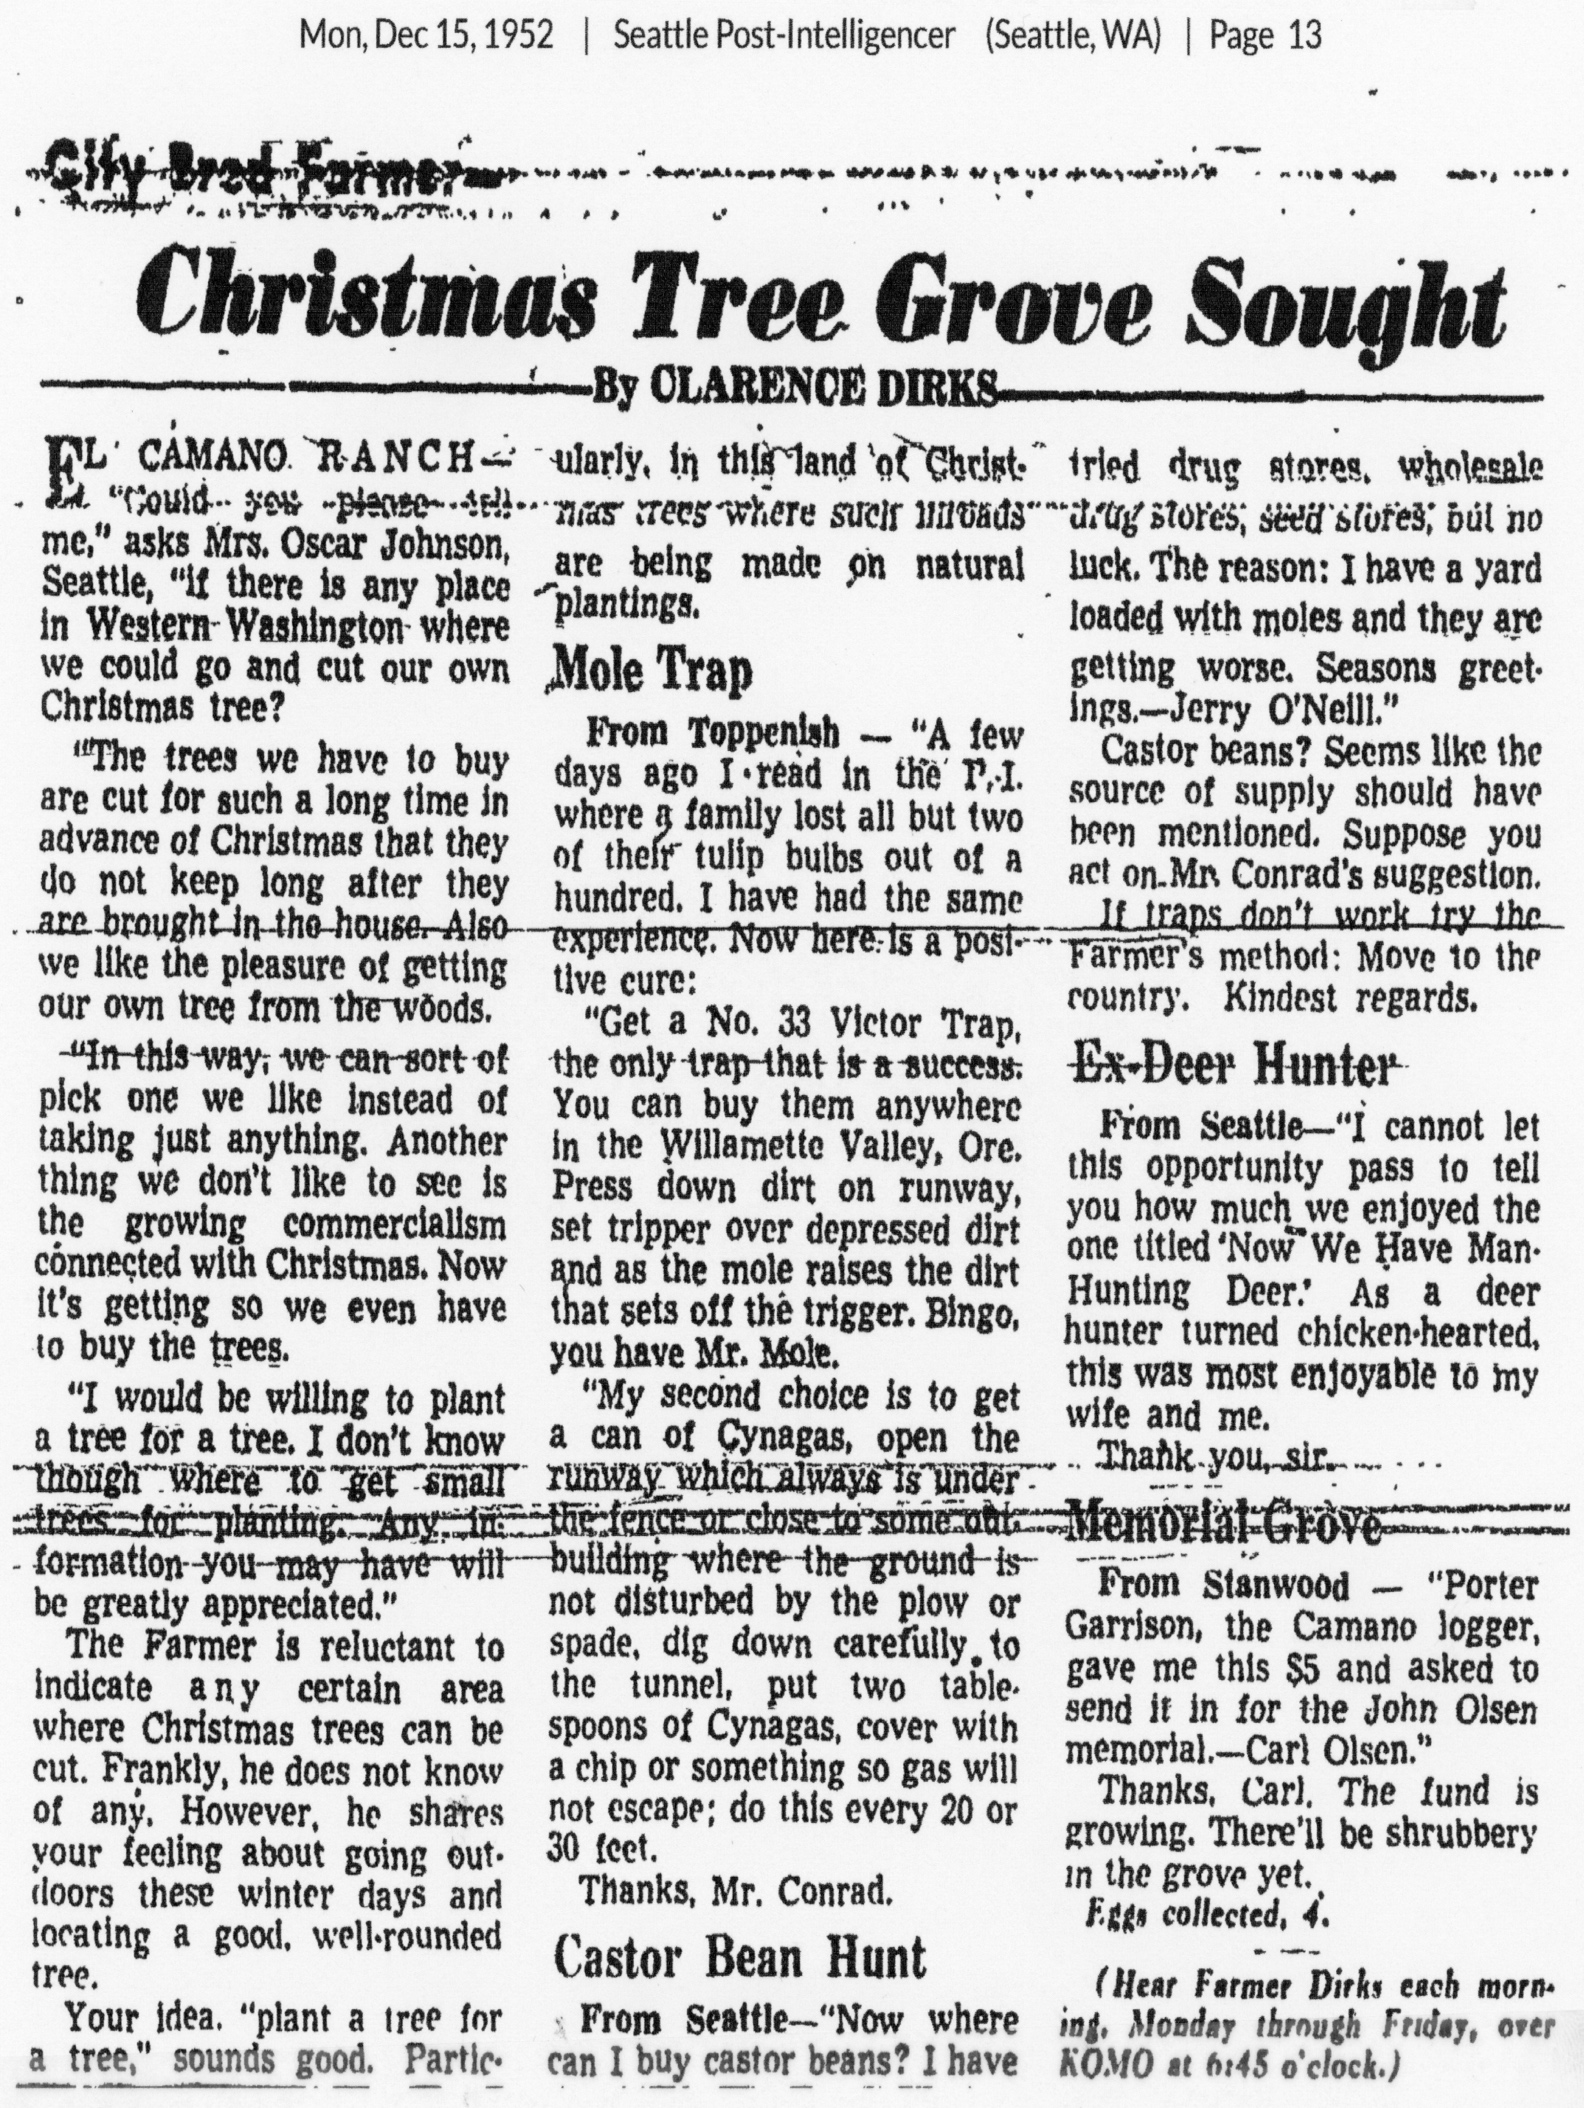 Mon, Dec 15, 1952 | Seattle Post-Intelligencer (Seattle, WA) | Page 13
City Bred Farmer
Christmas Tree Grove Sought
By CLARENCE DIRKS
EL CAMANO RANCH—
"Could you please tell
me," asks Mrs. Oscar Johnson,
Seattle, "if there is any place
in Western Washington where
we could go and cut our own
Christmas tree?
"The trees we have to buy
are cut for such a long time in
advance of Christmas that they
do not keep long after they
are brought in the house. Also
we like the pleasure of getting
our own tree from the woods.
"In this way, we can sort of
pick one we like instead of
taking just anything. Another
thing we don't like to see is
the growing commercialism
connected with Christmas. Now
it's getting so we even have
to buy the trees.
"I would be willing to plant
a tree for a tree. I don't know
though where to get small
trees for planting. Any in-
formation you may have will
be greatly appreciated."
The Farmer is reluctant to
indicate any certain area
where Christmas trees can be
cut. Frankly, he does not know
of any. However, he shares
your feeling about going out-
doors these winter days and
locating a good, well-rounded
tree.
Your idea, "plant a tree for
a tree," sounds good. Partic-
ularly, in this land of Christ-
mas trees where such inroads
are being made on natural
plantings.
Mole Trap
From Toppenish — "A few
days ago I read in the P.-I.
where a family lost all but two
of their tulip bulbs out of a
hundred. I have had the same
experience. Now here is a posi-
tive cure:
"Get a No. 33 Victor Trap,
the only trap that is a success.
You can buy them anywhere
in the Willamette Valley, Ore.
Press down dirt on runway,
set tripper over depressed dirt
and as the mole raises the dirt
that sets off the trigger. Bingo,
you have Mr. Mole.
"My second choice is to get
a can of Cynagas, open the
runway which always is under
the fence or close to some out-
building where the ground is
not disturbed by the plow or
spade, dig down carefully to
the tunnel, put two table-
spoons of Cynagas, cover with
a chip or something so gas will
not escape; do this every 20 or
30 feet.
Thanks, Mr. Conrad.
Castor Bean Hunt
From Seattle—"Now where
can I buy castor beans? I have
tried drug stores, wholesale
drug stores, seed stores, but no
luck. The reason: I have a yard
loaded with moles and they are
getting worse. Seasons greet-
ings.—Jerry O'Neill."
Castor beans? Seems like the
source of supply should have
been mentioned. Suppose you
act on Mr. Conrad's suggestion.
If traps don't work try the
Farmer's method: Move to the
country. Kindest regards.
Ex-Deer Hunter
From Seattle—"I cannot let
this opportunity pass to tell
you how much we enjoyed the
one titled 'Now We Have Man-
Hunting Deer.' As a deer
hunter turned chicken-hearted,
this was most enjoyable to my
wife and me.
Thank you, sir.
Memorial Grove
From Stanwood — "Porter
Garrison, the Camano logger,
gave me this $5 and asked to
send it in for the John Olsen
memorial.—Carl Olsen."
Thanks, Carl. The fund is
growing. There'll be shrubbery
in the grove yet.
Eggs collected, 4.
(Hear Farmer Dirks each morn-
ing, Monday through Friday, over
KOMO at 6:45 o'clock.)